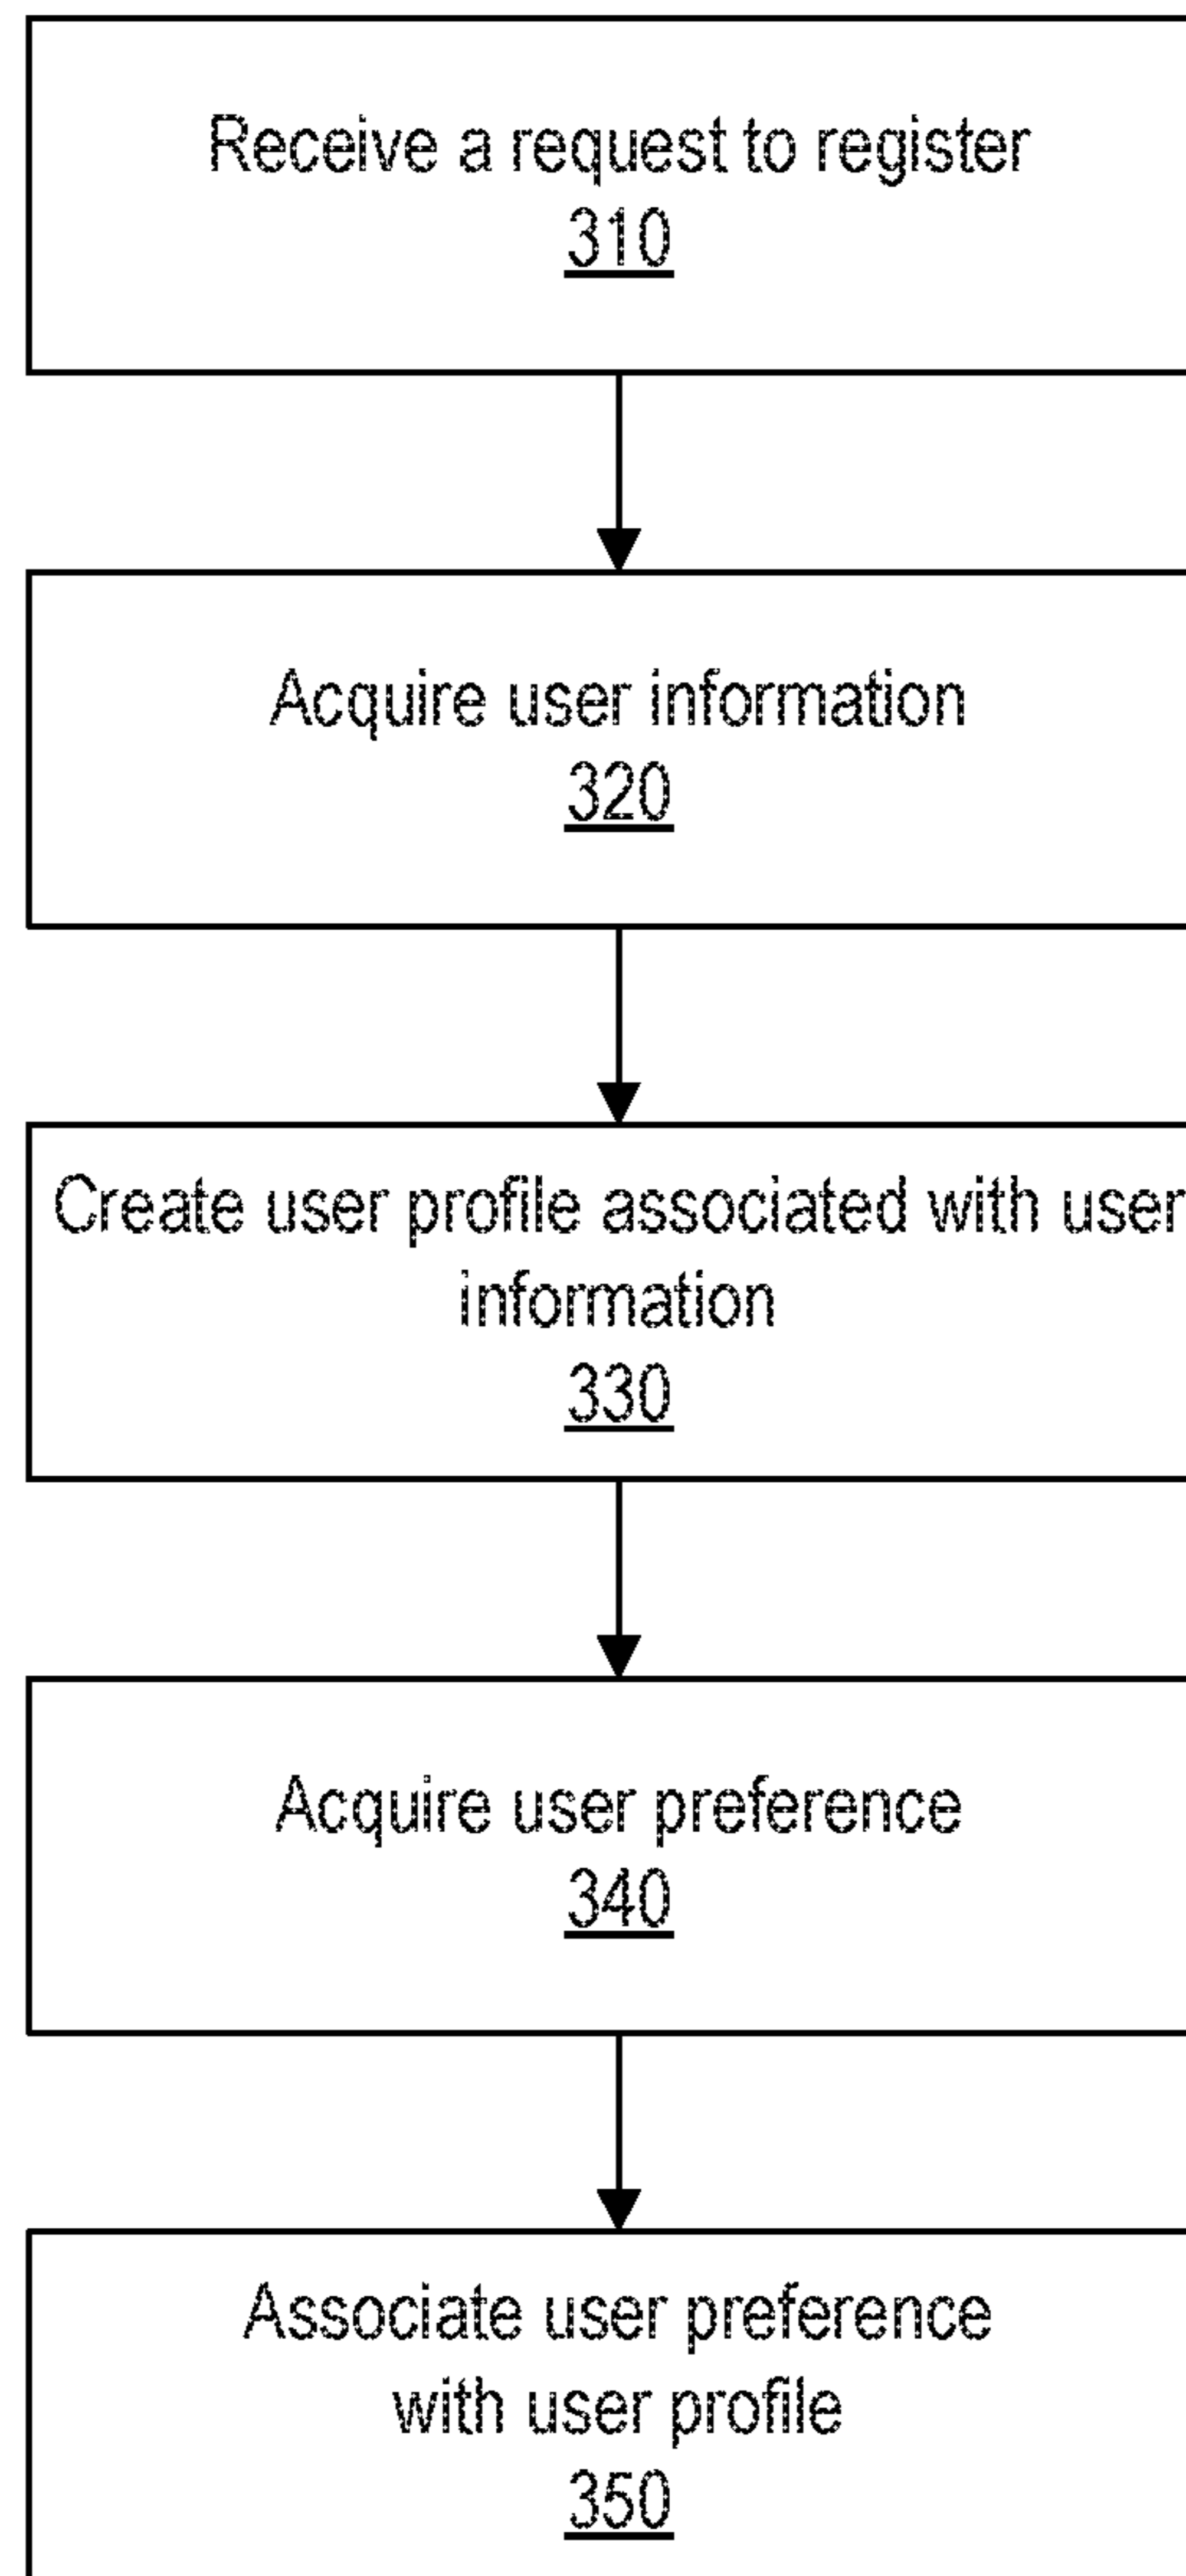 Receive a request to register
310
Acquire user information
320
Create user profile associated with user
information
330
Acquire user preference
340
Associate user preference
with user profile
350